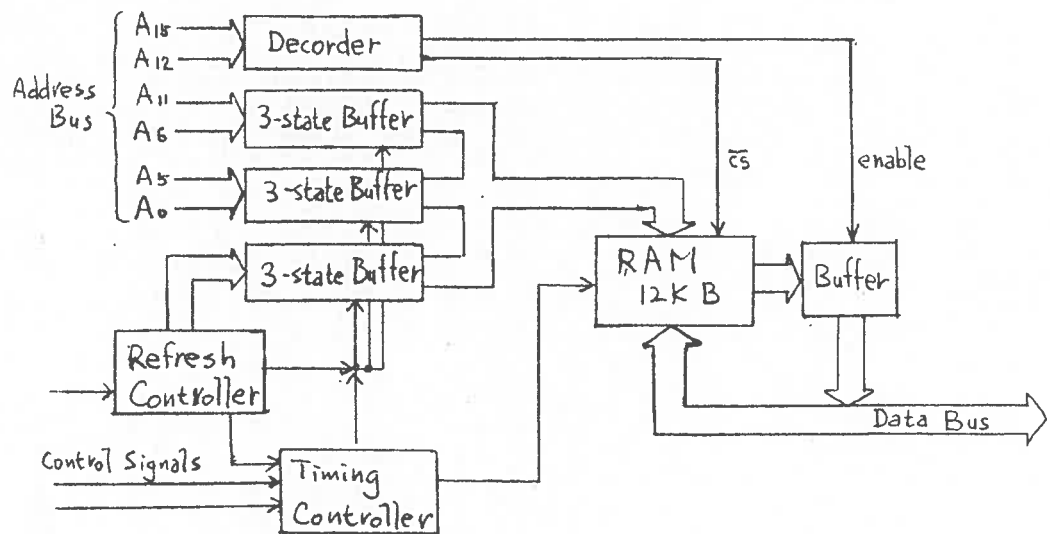 Address
Bus
A15
A12
A11
A6
A5
A0
Decorder
3-state Buffer
3-state Buffer
3-state Buffer
C̅S̅
enable
RAM
12K B
Buffer
Refresh
Controller
Data Bus
Control Signals
Timing
Controller